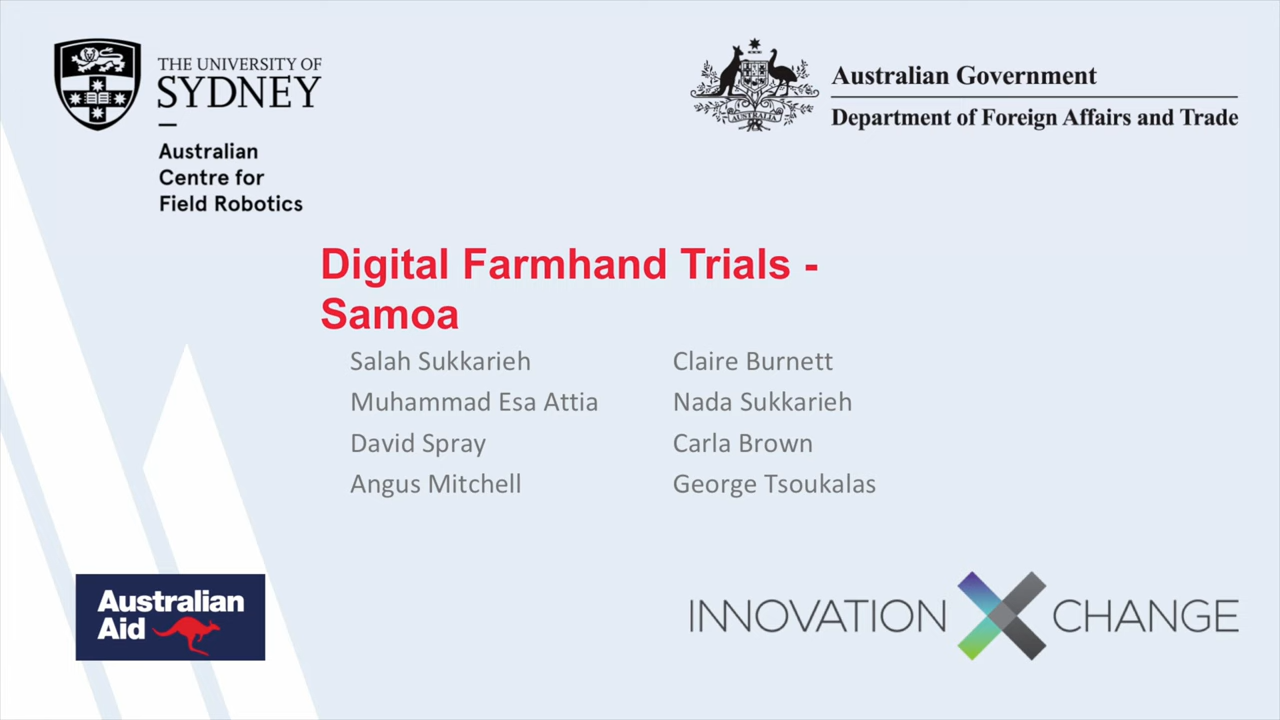 THE UNIVERSITY OF
SYDNEY
Australian
Centre for
Field Robotics
AUSTRALIA
Australian Government
Department of Foreign Affairs and Trade
Digital Farmhand Trials -
Samoa
Salah Sukkarieh
Muhammad Esa Attia
David Spray
Angus Mitchell
Claire Burnett
Nada Sukkarieh
Carla Brown
George Tsoukalas
Australian
Aid
INNOVATION X CHANGE